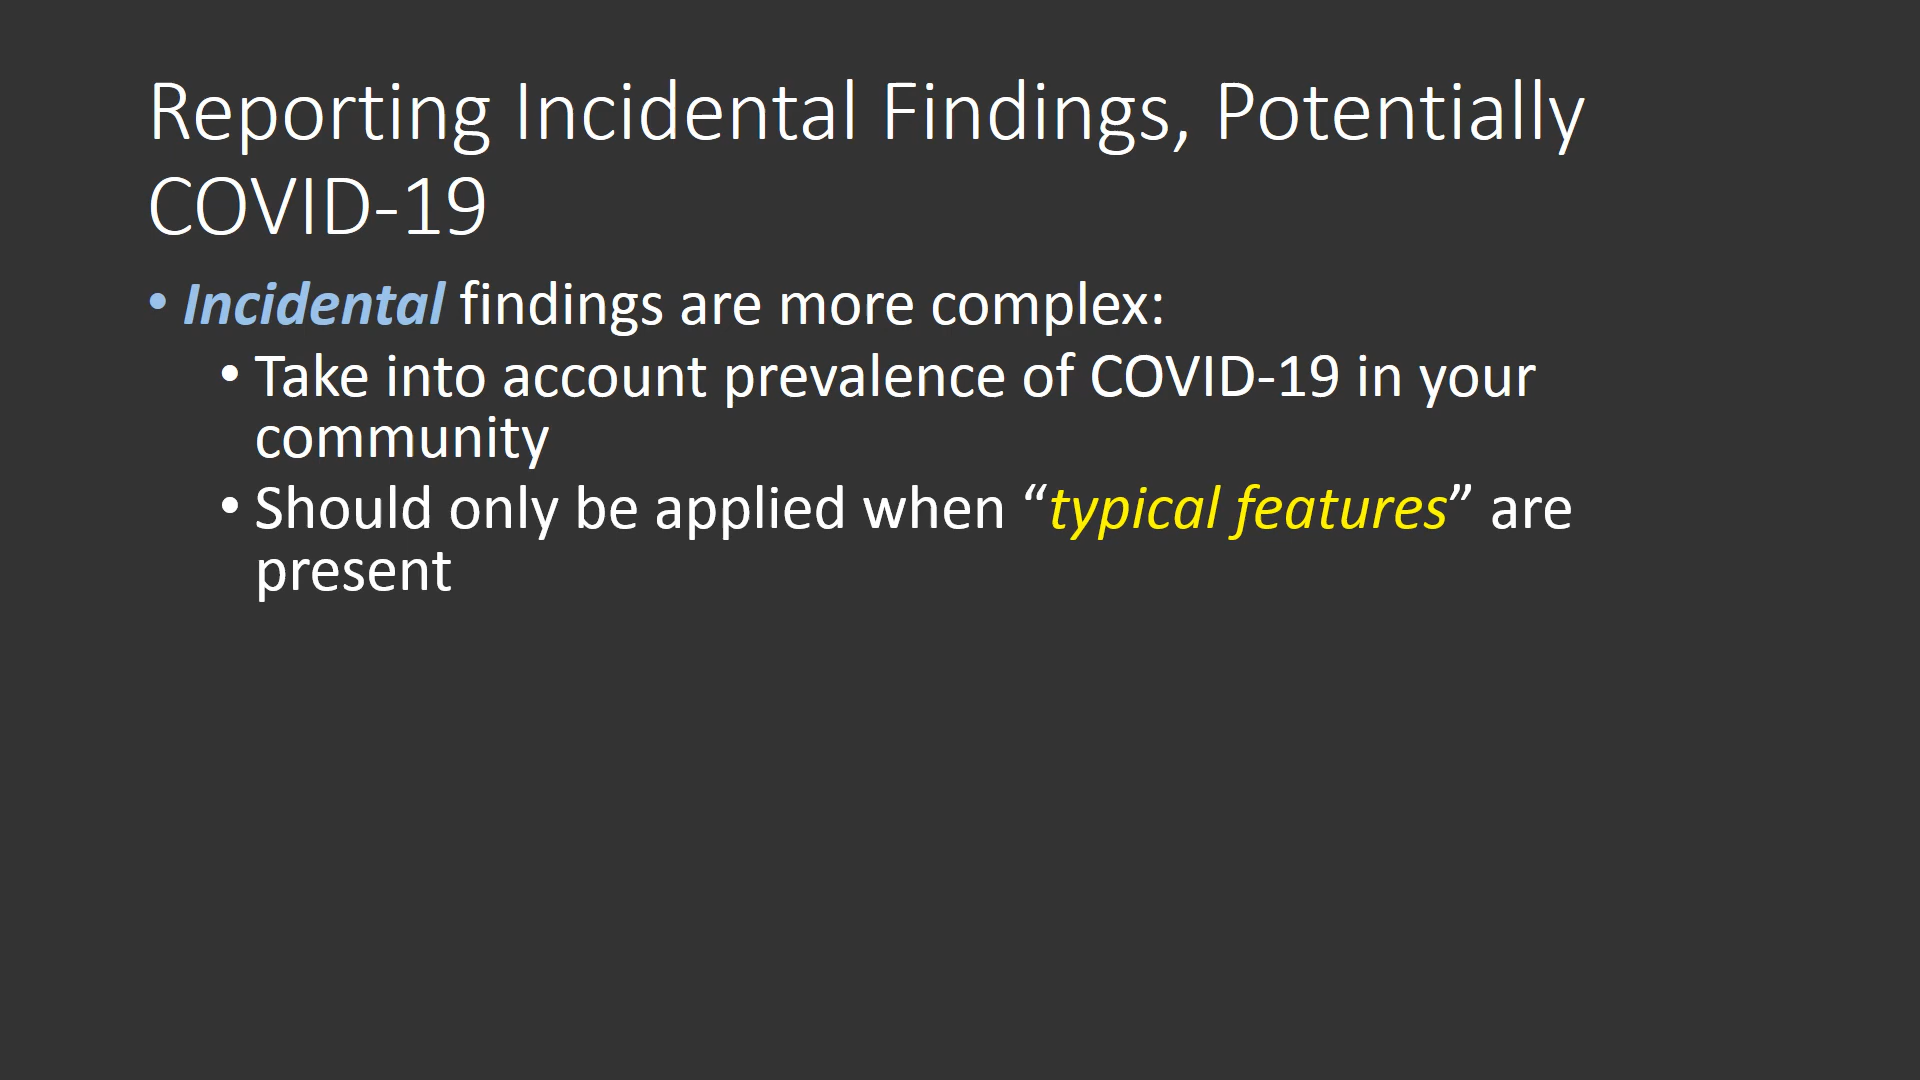 Reporting Incidental Findings, Potentially
COVID-19
• Incidental findings are more complex:
• Take into account prevalence of COVID-19 in your
community
• Should only be applied when “typical features” are
present